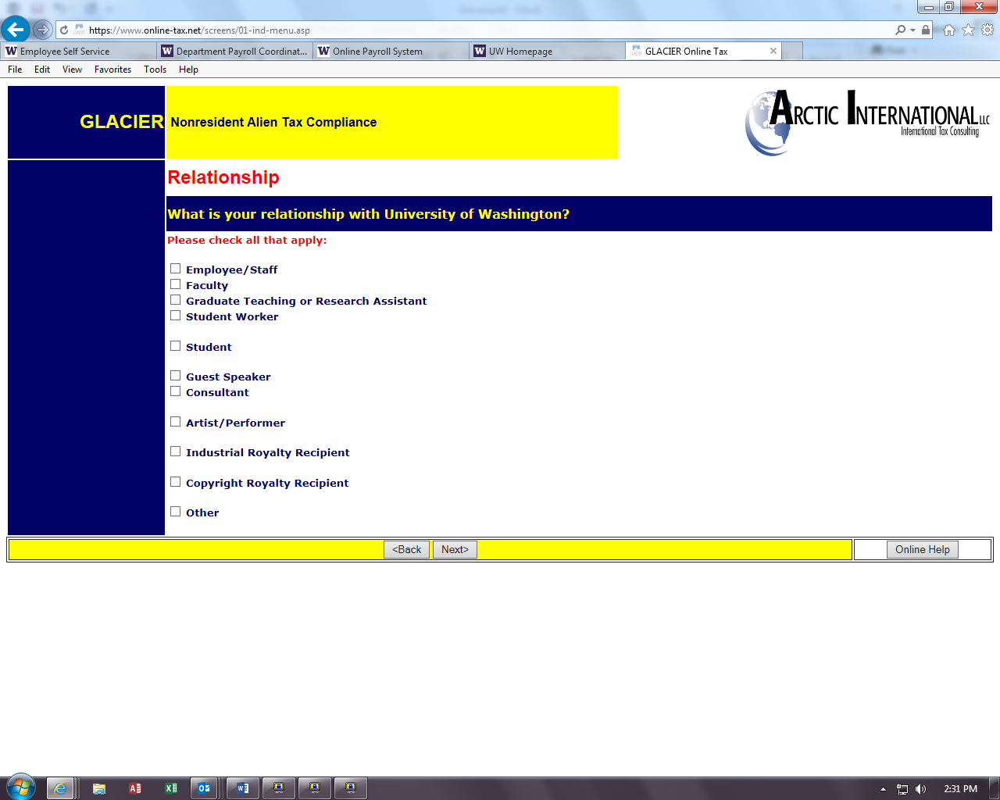 https://www.online-tax.net/screens/01-ind-menu.asp
Employee Self Service
Department Payroll Coordinat...
Online Payroll System
UW Homepage
GLACIER Online Tax
File Edit View Favorites Tools Help
GLACIER
Nonresident Alien Tax Compliance
ARCTIC INTERNATIONAL LLC
International Tax Consulting
Relationship
What is your relationship with University of Washington?
Please check all that apply:
Employee/Staff
Faculty
Graduate Teaching or Research Assistant
Student Worker
Student
Guest Speaker
Consultant
Artist/Performer
Industrial Royalty Recipient
Copyright Royalty Recipient
Other
<Back Next>
Online Help
2:31 PM